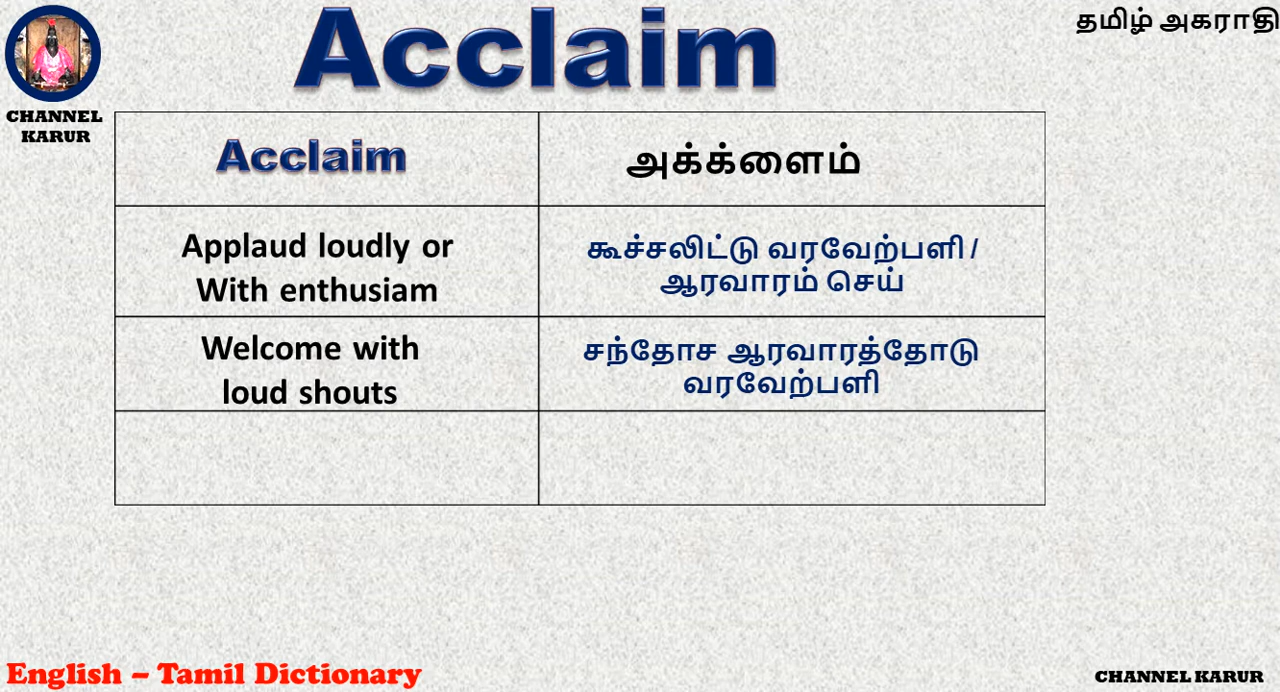 Acclaim
தமிழ் அகராதி
CHANNEL
KARUR
Acclaim
அக்க்ளைம்
Applaud loudly or
With enthusiam
கூச்சலிட்டு வரவேற்பளி /
ஆரவாரம் செய்
Welcome with
loud shouts
சந்தோச ஆரவாரத்தோடு
வரவேற்பளி
English – Tamil Dictionary
CHANNEL KARUR